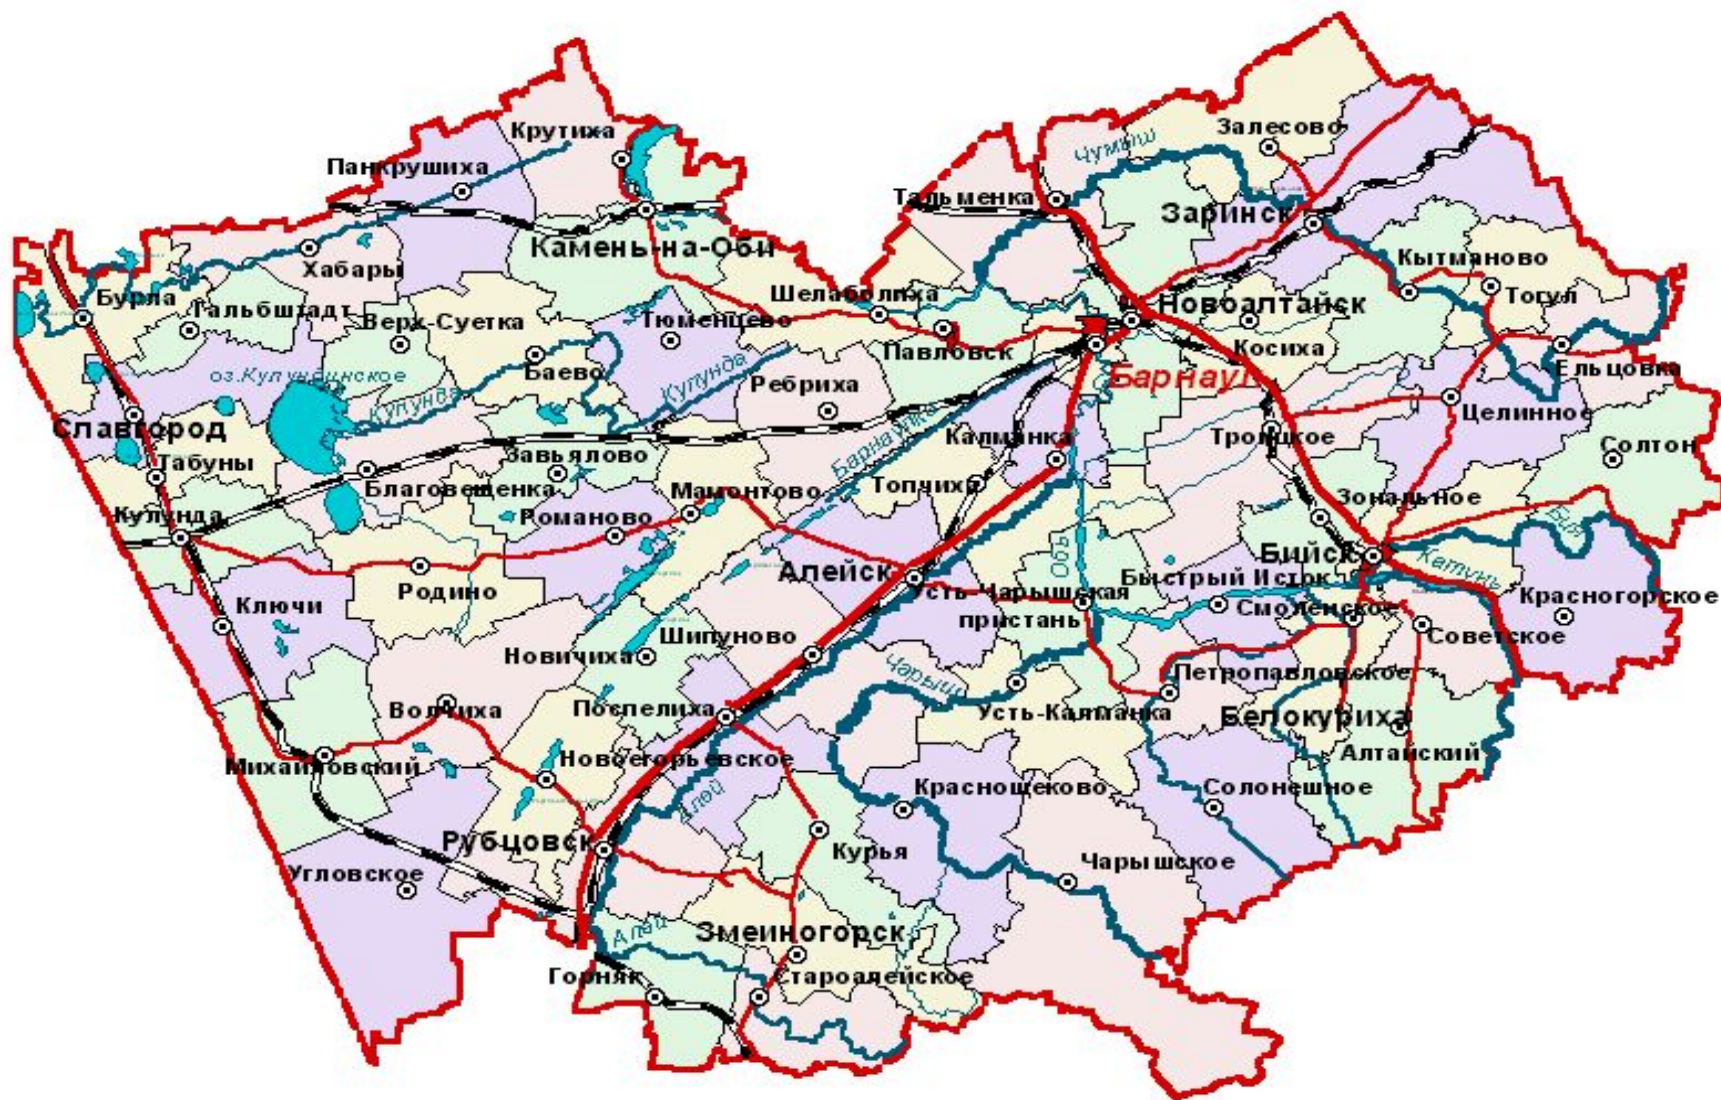 Крутиха
Залесово
Чумыш
Панкрушиха
Тальменка
Заринск
Камень-на-Оби
Кытманово
Хабары
Бурла
Гальбштадт
Верх-Суетка
Тюменцево
Шелаболиха
Новоалтайск
Тогул
Павловск
Косиха
оз.Кулундинское
Баево
Кулунда
Кулунда
Ребриха
Барнаул
Ельцовка
Славгород
Барнаулка
Калманка
Троицкое
Целинное
Солтон
Табуны
Завьялово
Благовещенка
Мамонтово
Топчиха
Зональное
Кулунда
Романово
Обь
Бия
Алейск
Бийск
Катунь
Родино
Ключи
Усть-Чарышская
пристань
Быстрый Исток
Смоленское
Красногорское
Советское
Шипуново
Новичиха
Чарыш
Петропавловское
Волчиха
Поспелиха
Усть-Калманка
Белокуриха
Алтайский
Михайловский
Новоегорьевское
Алей
Краснощеково
Солонешное
Рубцовск
Курья
Чарышское
Угловское
Алей
Змеиногорск
Горняк
Староалейское